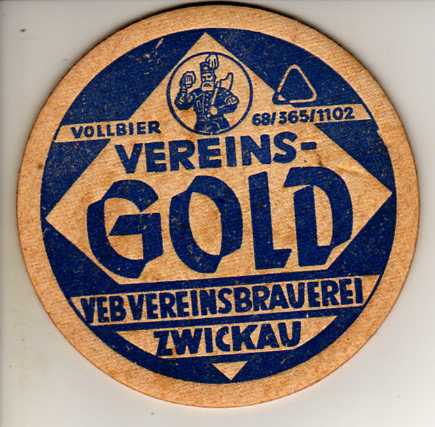 VOLLBIER 68/365/1102
VEREINS-
GOLD
VEB VEREINSBRAUEREI
ZWICKAU